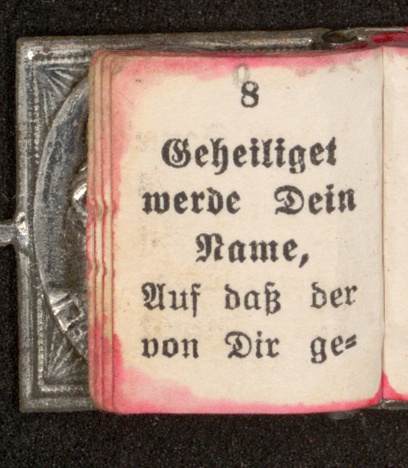 8
Geheiliget
werde Dein
Name,
Auf daß der
von Dir ge=